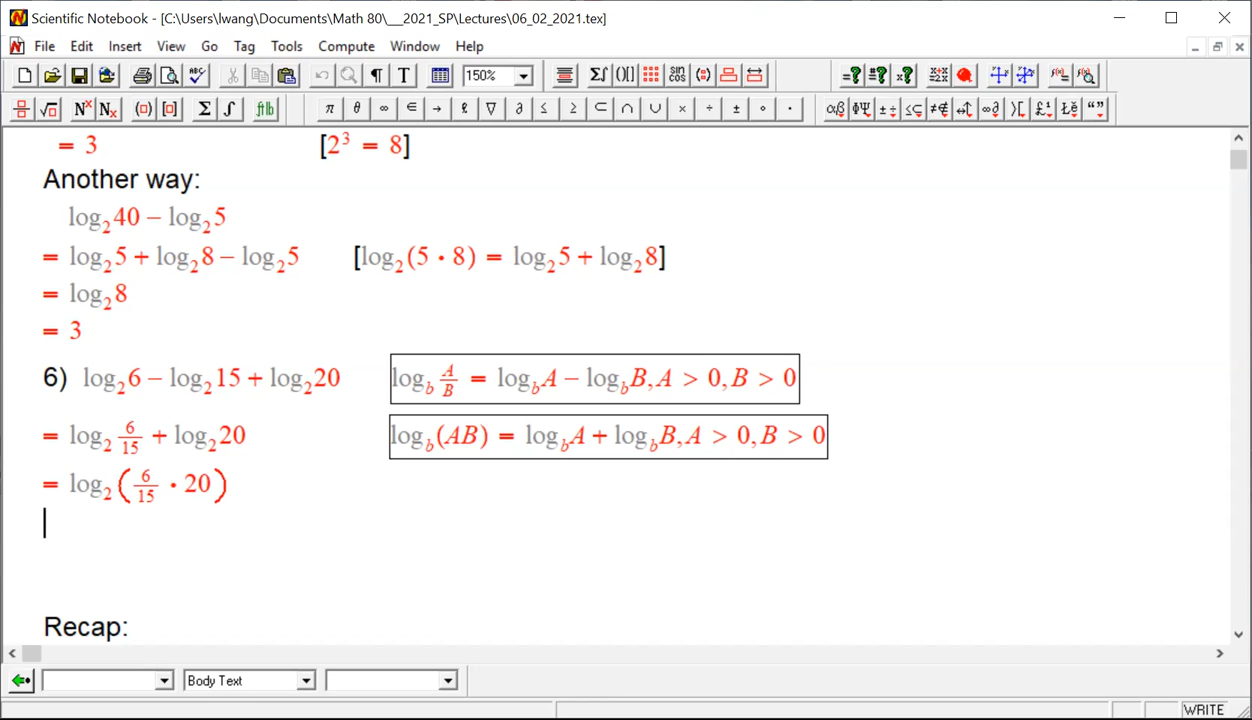 Scientific Notebook - [C:\Users\lwang\Documents\Math 80\__2021_SP\Lectures\06_02_2021.tex]
File Edit Insert View Go Tag Tools Compute Window Help
150%
= 3 [2³ = 8]
Another way:
log₂40 − log₂5
= log₂5 + log₂8 − log₂5 [log₂(5 · 8) = log₂5 + log₂8]
= log₂8
= 3
6) log₂6 − log₂15 + log₂20 log_b A/B = log_b A − log_b B, A > 0, B > 0
= log₂ 6/15 + log₂20 log_b(AB) = log_b A + log_b B, A > 0, B > 0
= log₂(6/15 · 20)
Recap:
Body Text
WRITE